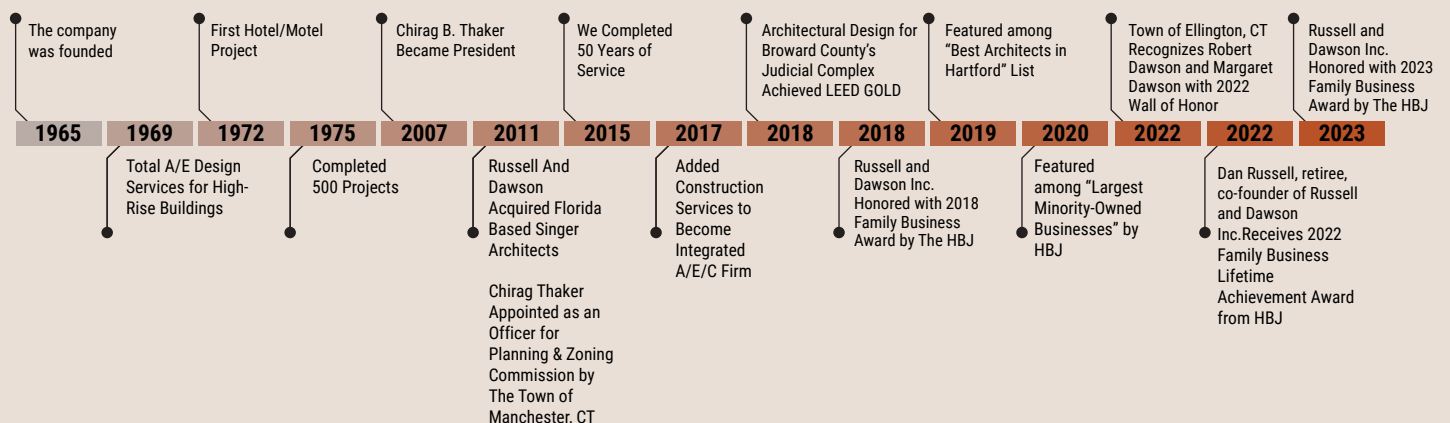 The company
was founded
First Hotel/Motel
Project
Chirag B. Thaker
Became President
We Completed
50 Years of
Service
Architectural Design for
Broward County's
Judicial Complex
Achieved LEED GOLD
Featured among
“Best Architects in
Hartford” List
Town of Ellington, CT
Recognizes Robert
Dawson and Margaret
Dawson with 2022
Wall of Honor
Russell and
Dawson Inc.
Honored with 2023
Family Business
Award by The HBJ
1965 1969 1972 1975 2007 2011 2015 2017 2018 2018 2019 2020 2022 2022 2023
Total A/E Design
Services for High-
Rise Buildings
Completed
500 Projects
Russell And
Dawson
Acquired Florida
Based Singer
Architects
Chirag Thaker
Appointed as an
Officer for
Planning & Zoning
Commission by
The Town of
Manchester, CT
Added
Construction
Services to
Become
Integrated
A/E/C Firm
Russell and
Dawson Inc.
Honored with 2018
Family Business
Award by The HBJ
Featured
among “Largest
Minority-Owned
Businesses” by
HBJ
Dan Russell, retiree,
co-founder of Russell
and Dawson
Inc.Receives 2022
Family Business
Lifetime
Achievement Award
from HBJ